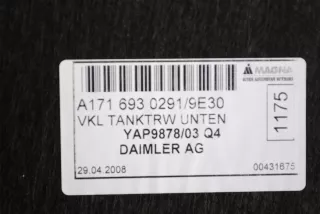 MAGNA
A171 693 0291/9E30
VKL TANKTRW UNTEN
YAP9878/03 Q4
DAIMLER AG
1175
29.04.2008
00431675